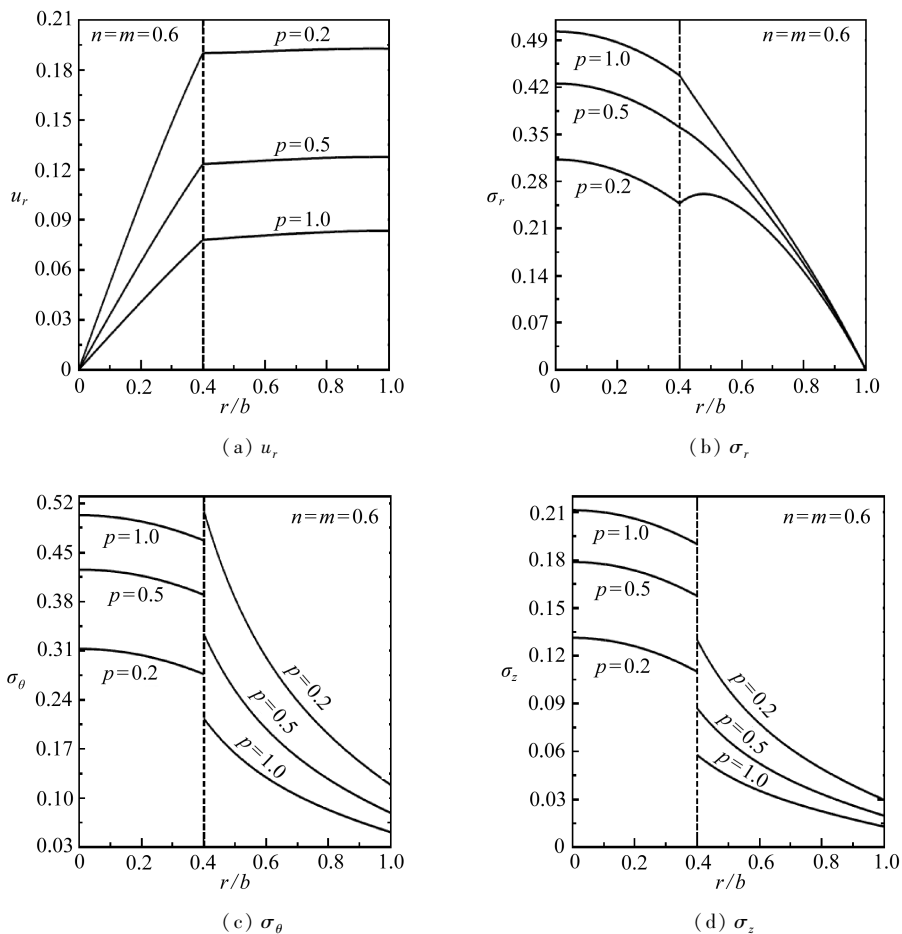 0.21
0.18
0.15
0.12
0.09
0.06
0.03
0
u_r
n=m=0.6
p=0.2
p=0.5
p=1.0
0 0.2 0.4 0.6 0.8 1.0
r/b
(a) u_r
0.49
0.42
0.35
0.28
0.21
0.14
0.07
0
σ_r
n=m=0.6
p=1.0
p=0.5
p=0.2
0 0.2 0.4 0.6 0.8 1.0
r/b
(b) σ_r
0.52
0.45
0.38
0.31
0.24
0.17
0.10
0.03
σ_θ
n=m=0.6
p=1.0
p=0.5
p=0.2
p=0.2
p=0.5
p=1.0
0 0.2 0.4 0.6 0.8 1.0
r/b
(c) σ_θ
0.21
0.18
0.15
0.12
0.09
0.06
0.03
0
σ_z
n=m=0.6
p=1.0
p=0.5
p=0.2
p=0.2
p=0.5
p=1.0
0 0.2 0.4 0.6 0.8 1.0
r/b
(d) σ_z